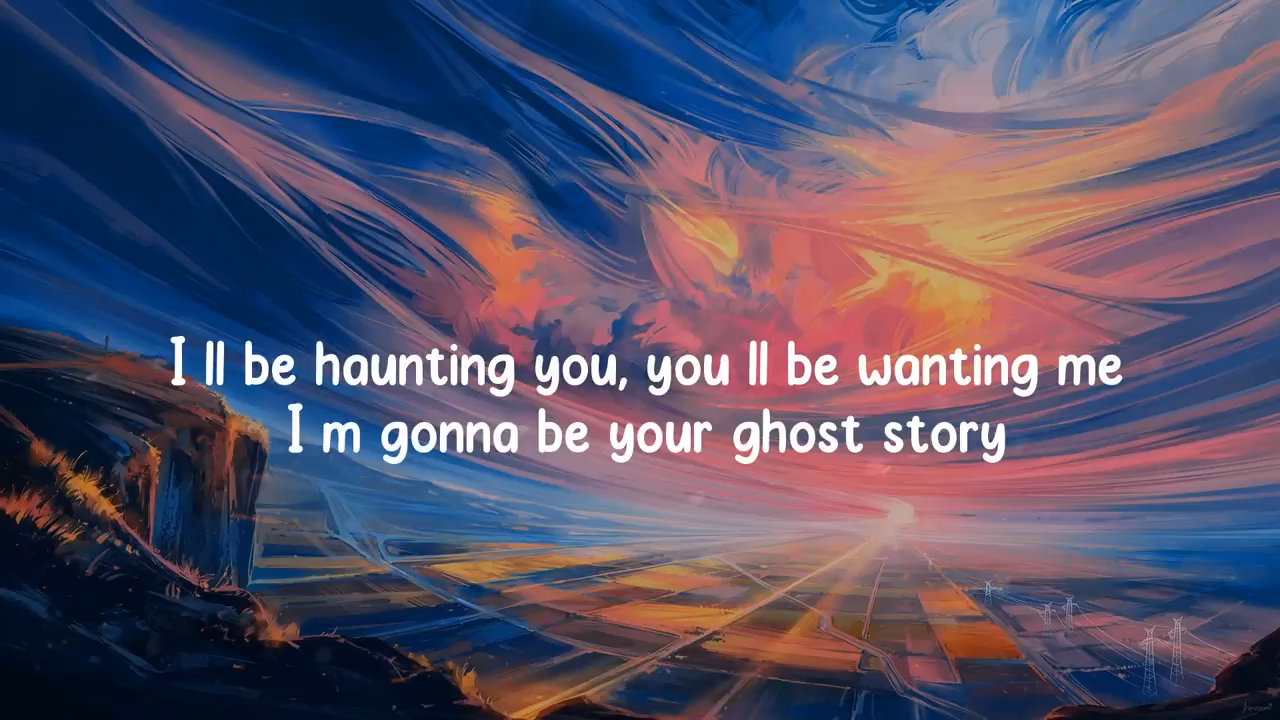 I ll be haunting you, you ll be wanting me
I m gonna be your ghost story